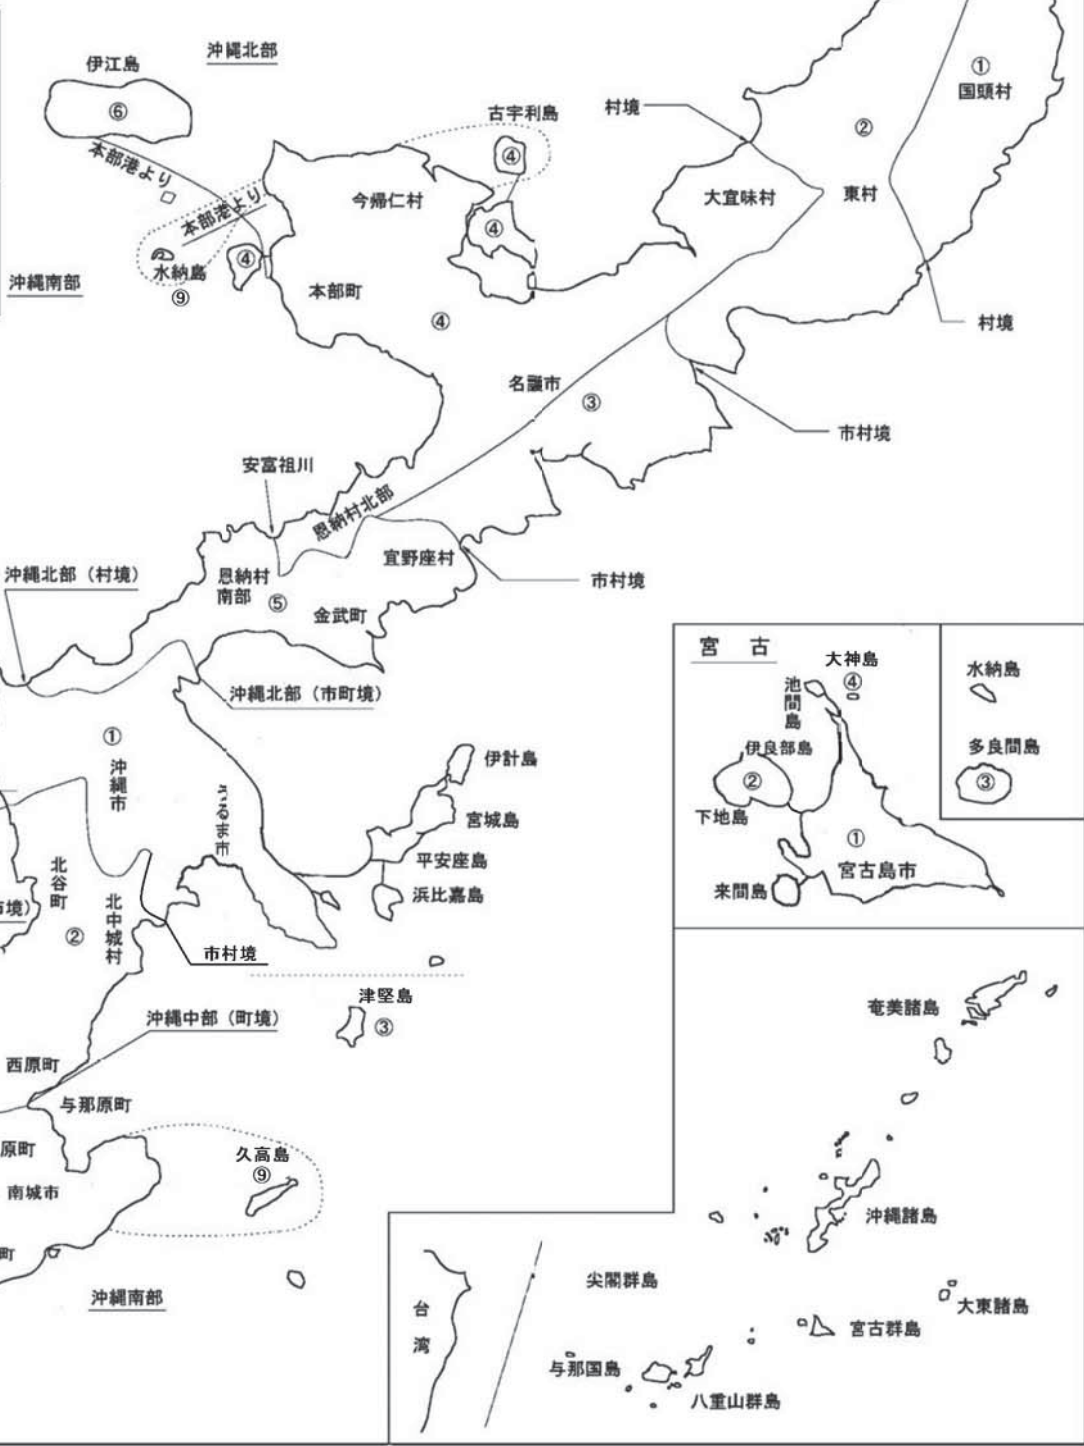 沖縄北部
伊江島
⑥
本部港より
本部港より
水納島
⑨
④
沖縄南部
古宇利島
④
④
今帰仁村
本部町
④
村境
①
国頭村
②
大宜味村
東村
村境
名護市
③
市村境
安富祖川
恩納村北部
宜野座村
市村境
沖縄北部（村境）
恩納村
南部
⑤
金武町
沖縄北部（市町境）
①
沖縄市
るま市
伊計島
宮城島
平安座島
浜比嘉島
北谷町
②
北中城村
市村境
境）
津堅島
③
沖縄中部（町境）
西原町
与那原町
原町
南城市
町
久高島
⑨
沖縄南部
宮　古
大神島
④
池間島
伊良部島
②
下地島
①
宮古島市
来間島
水納島
多良間島
③
奄美諸島
沖縄諸島
大東諸島
宮古群島
尖閣群島
台湾
与那国島
八重山群島